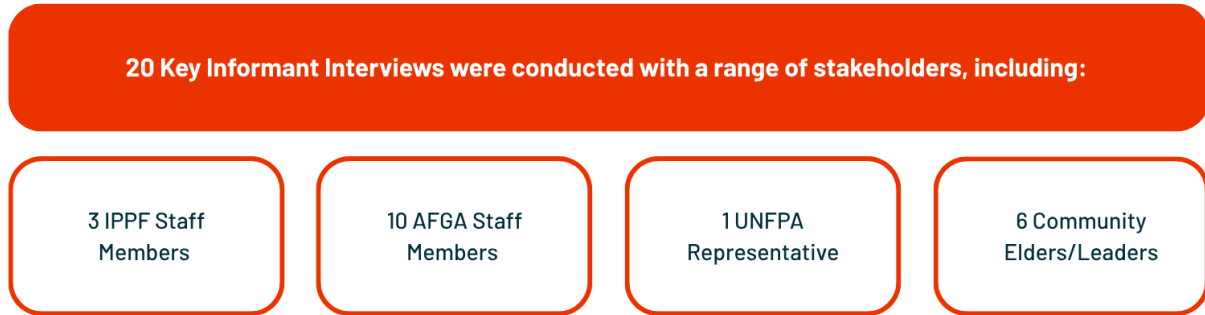 20 Key Informant Interviews were conducted with a range of stakeholders, including:
3 IPPF Staff
Members
10 AFGA Staff
Members
1 UNFPA
Representative
6 Community
Elders/Leaders